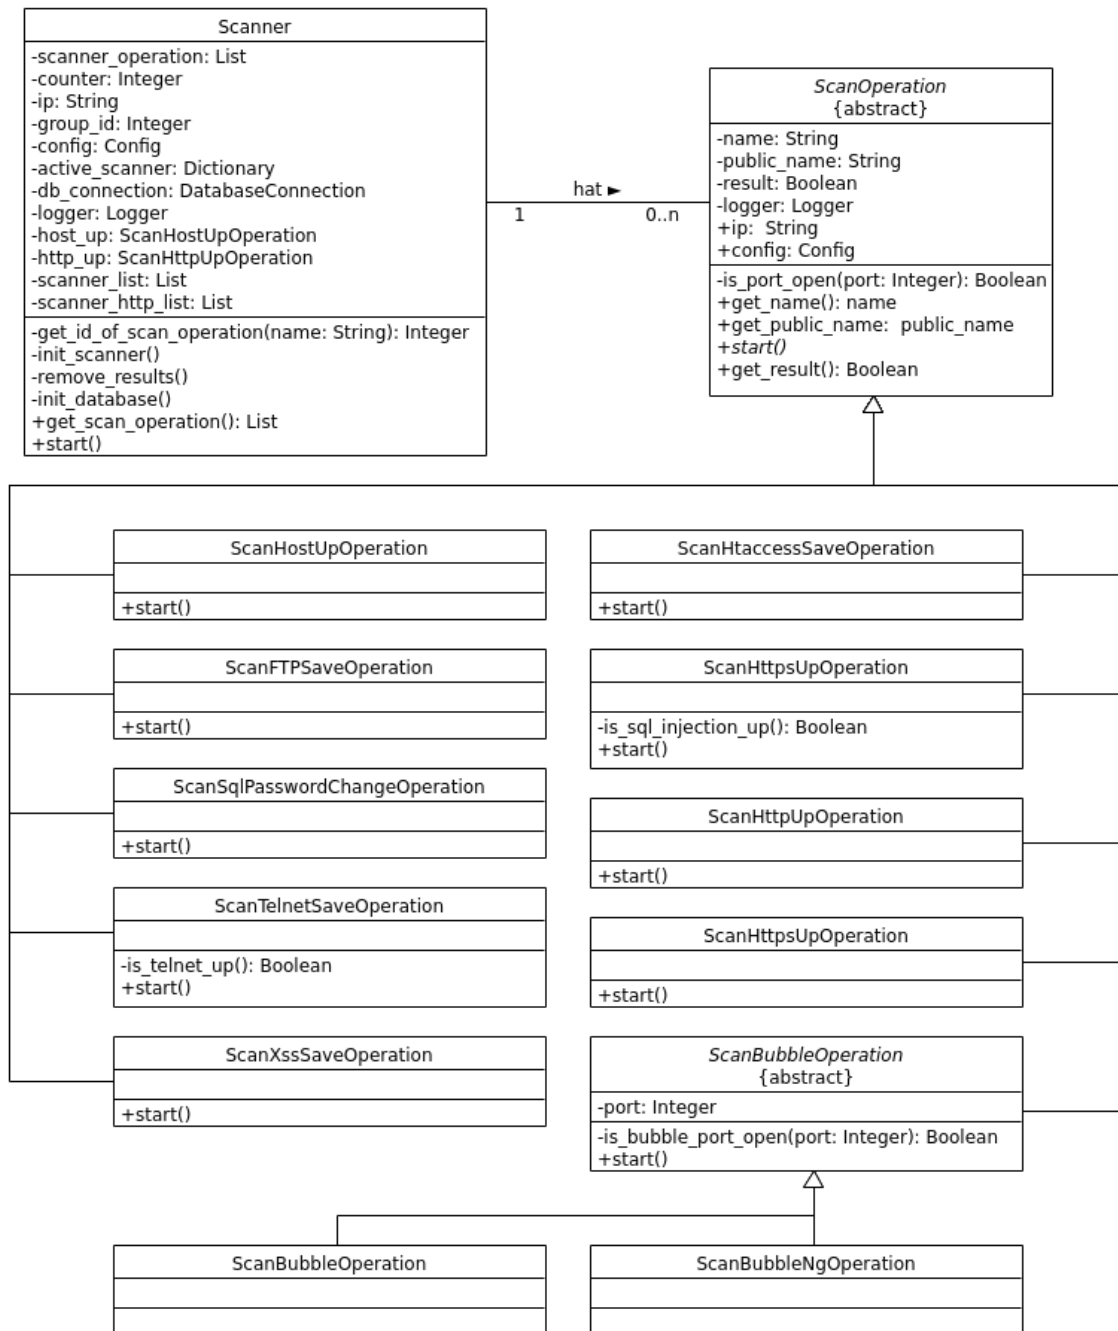 Scanner
-scanner_operation: List
-counter: Integer
-ip: String
-group_id: Integer
-config: Config
-active_scanner: Dictionary
-db_connection: DatabaseConnection
-logger: Logger
-host_up: ScanHostUpOperation
-http_up: ScanHttpUpOperation
-scanner_list: List
-scanner_http_list: List
-get_id_of_scan_operation(name: String): Integer
-init_scanner()
-remove_results()
-init_database()
+get_scan_operation(): List
+start()
hat ►
1
0..n
ScanOperation
{abstract}
-name: String
-public_name: String
-result: Boolean
-logger: Logger
+ip:  String
+config: Config
-is_port_open(port: Integer): Boolean
+get_name(): name
+get_public_name:  public_name
+start()
+get_result(): Boolean
ScanHostUpOperation
+start()
ScanFTPSaveOperation
+start()
ScanSqlPasswordChangeOperation
+start()
ScanTelnetSaveOperation
-is_telnet_up(): Boolean
+start()
ScanXssSaveOperation
+start()
ScanHtaccessSaveOperation
+start()
ScanHttpsUpOperation
-is_sql_injection_up(): Boolean
+start()
ScanHttpUpOperation
+start()
ScanHttpsUpOperation
+start()
ScanBubbleOperation
{abstract}
-port: Integer
-is_bubble_port_open(port: Integer): Boolean
+start()
ScanBubbleOperation
ScanBubbleNgOperation